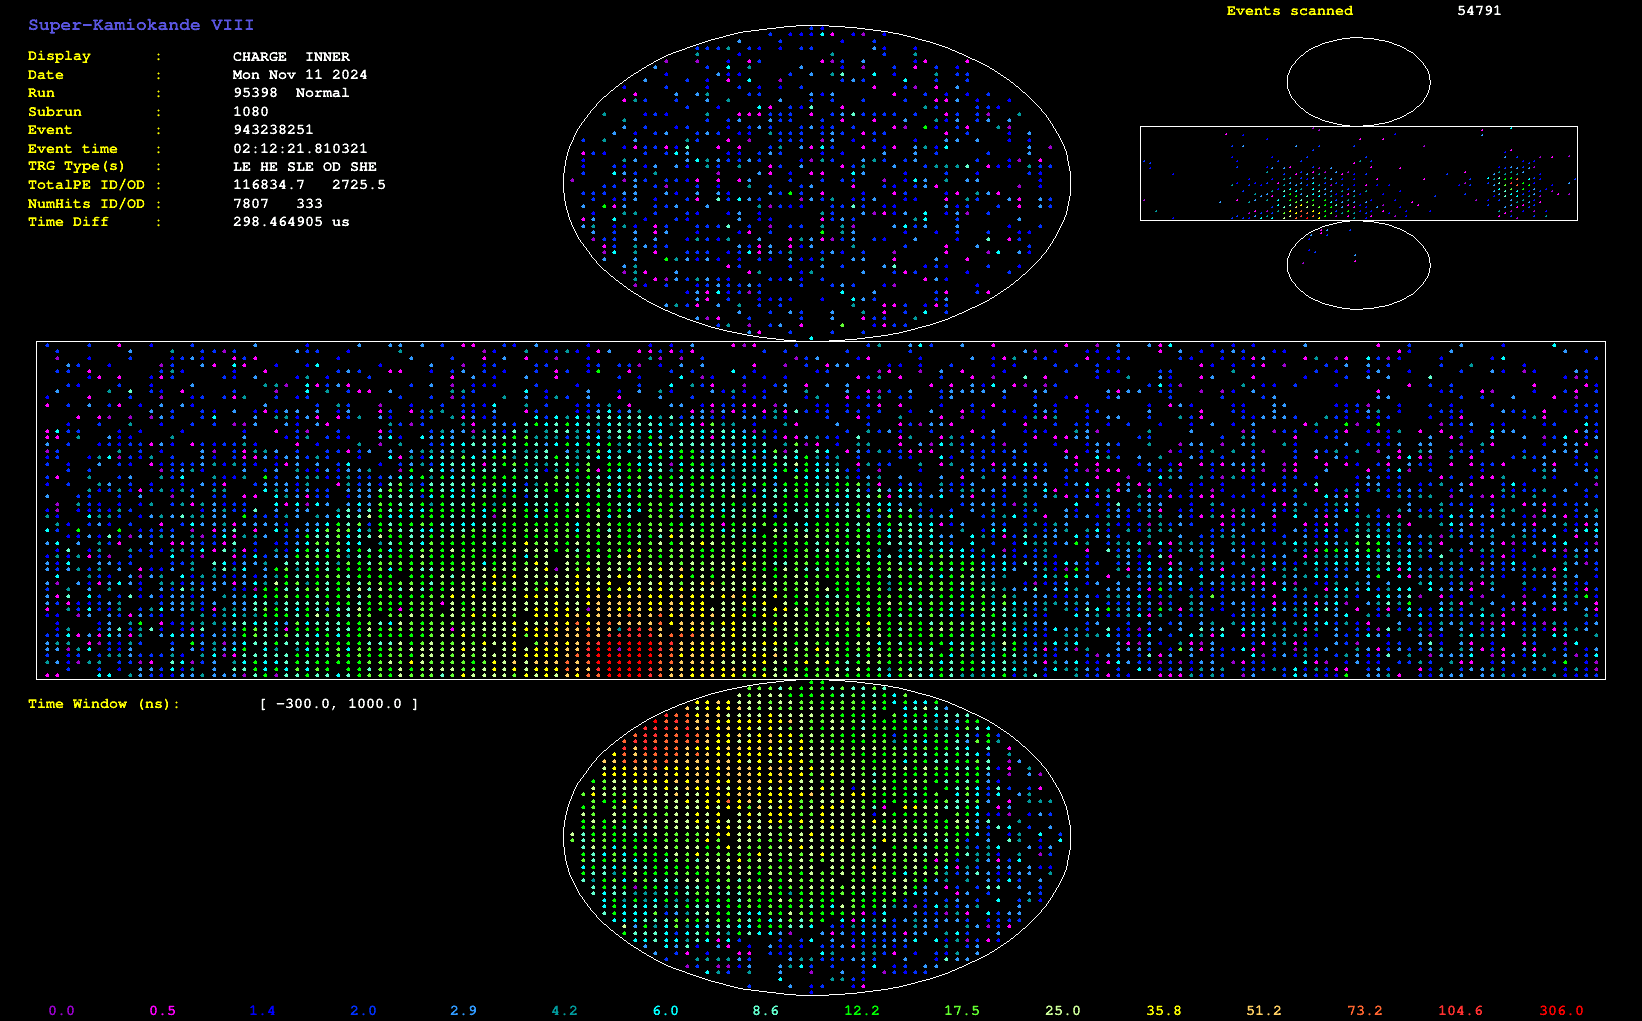 Super-Kamiokande VIII
Events scanned 54791
Display : CHARGE INNER
Date : Mon Nov 11 2024
Run : 95398 Normal
Subrun : 1080
Event : 943238251
Event time : 02:12:21.810321
TRG Type(s) : LE HE SLE OD SHE
TotalPE ID/OD : 116834.7 2725.5
NumHits ID/OD : 7807 333
Time Diff : 298.464905 us
Time Window (ns): [ -300.0, 1000.0 ]
0.0 0.5 1.4 2.0 2.9 4.2 6.0 8.6 12.2 17.5 25.0 35.8 51.2 73.2 104.6 306.0